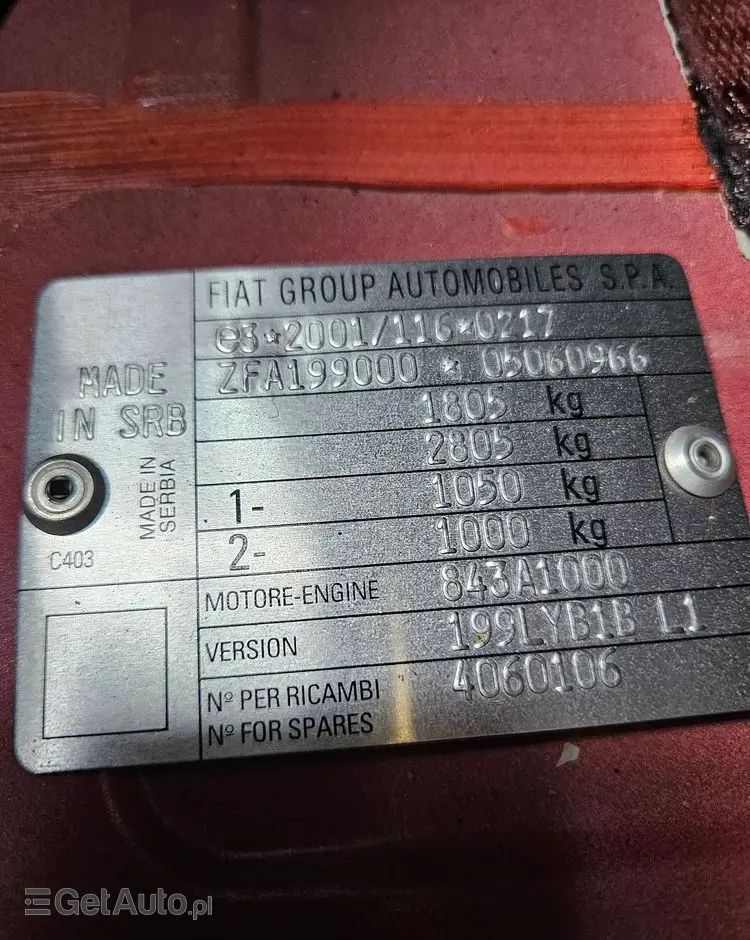 FIAT GROUP AUTOMOBILES S.P.A.
e3*2001/116*0217
ZFA199000 * 05060966
MADE
IN SRB
MADE IN
SERBIA
C403
1805 kg
2805 kg
1- 1050 kg
2- 1000 kg
MOTORE-ENGINE 843A1000
VERSION 199LYB1B L1
Nº PER RICAMBI 4060106
Nº FOR SPARES
GetAuto.pl